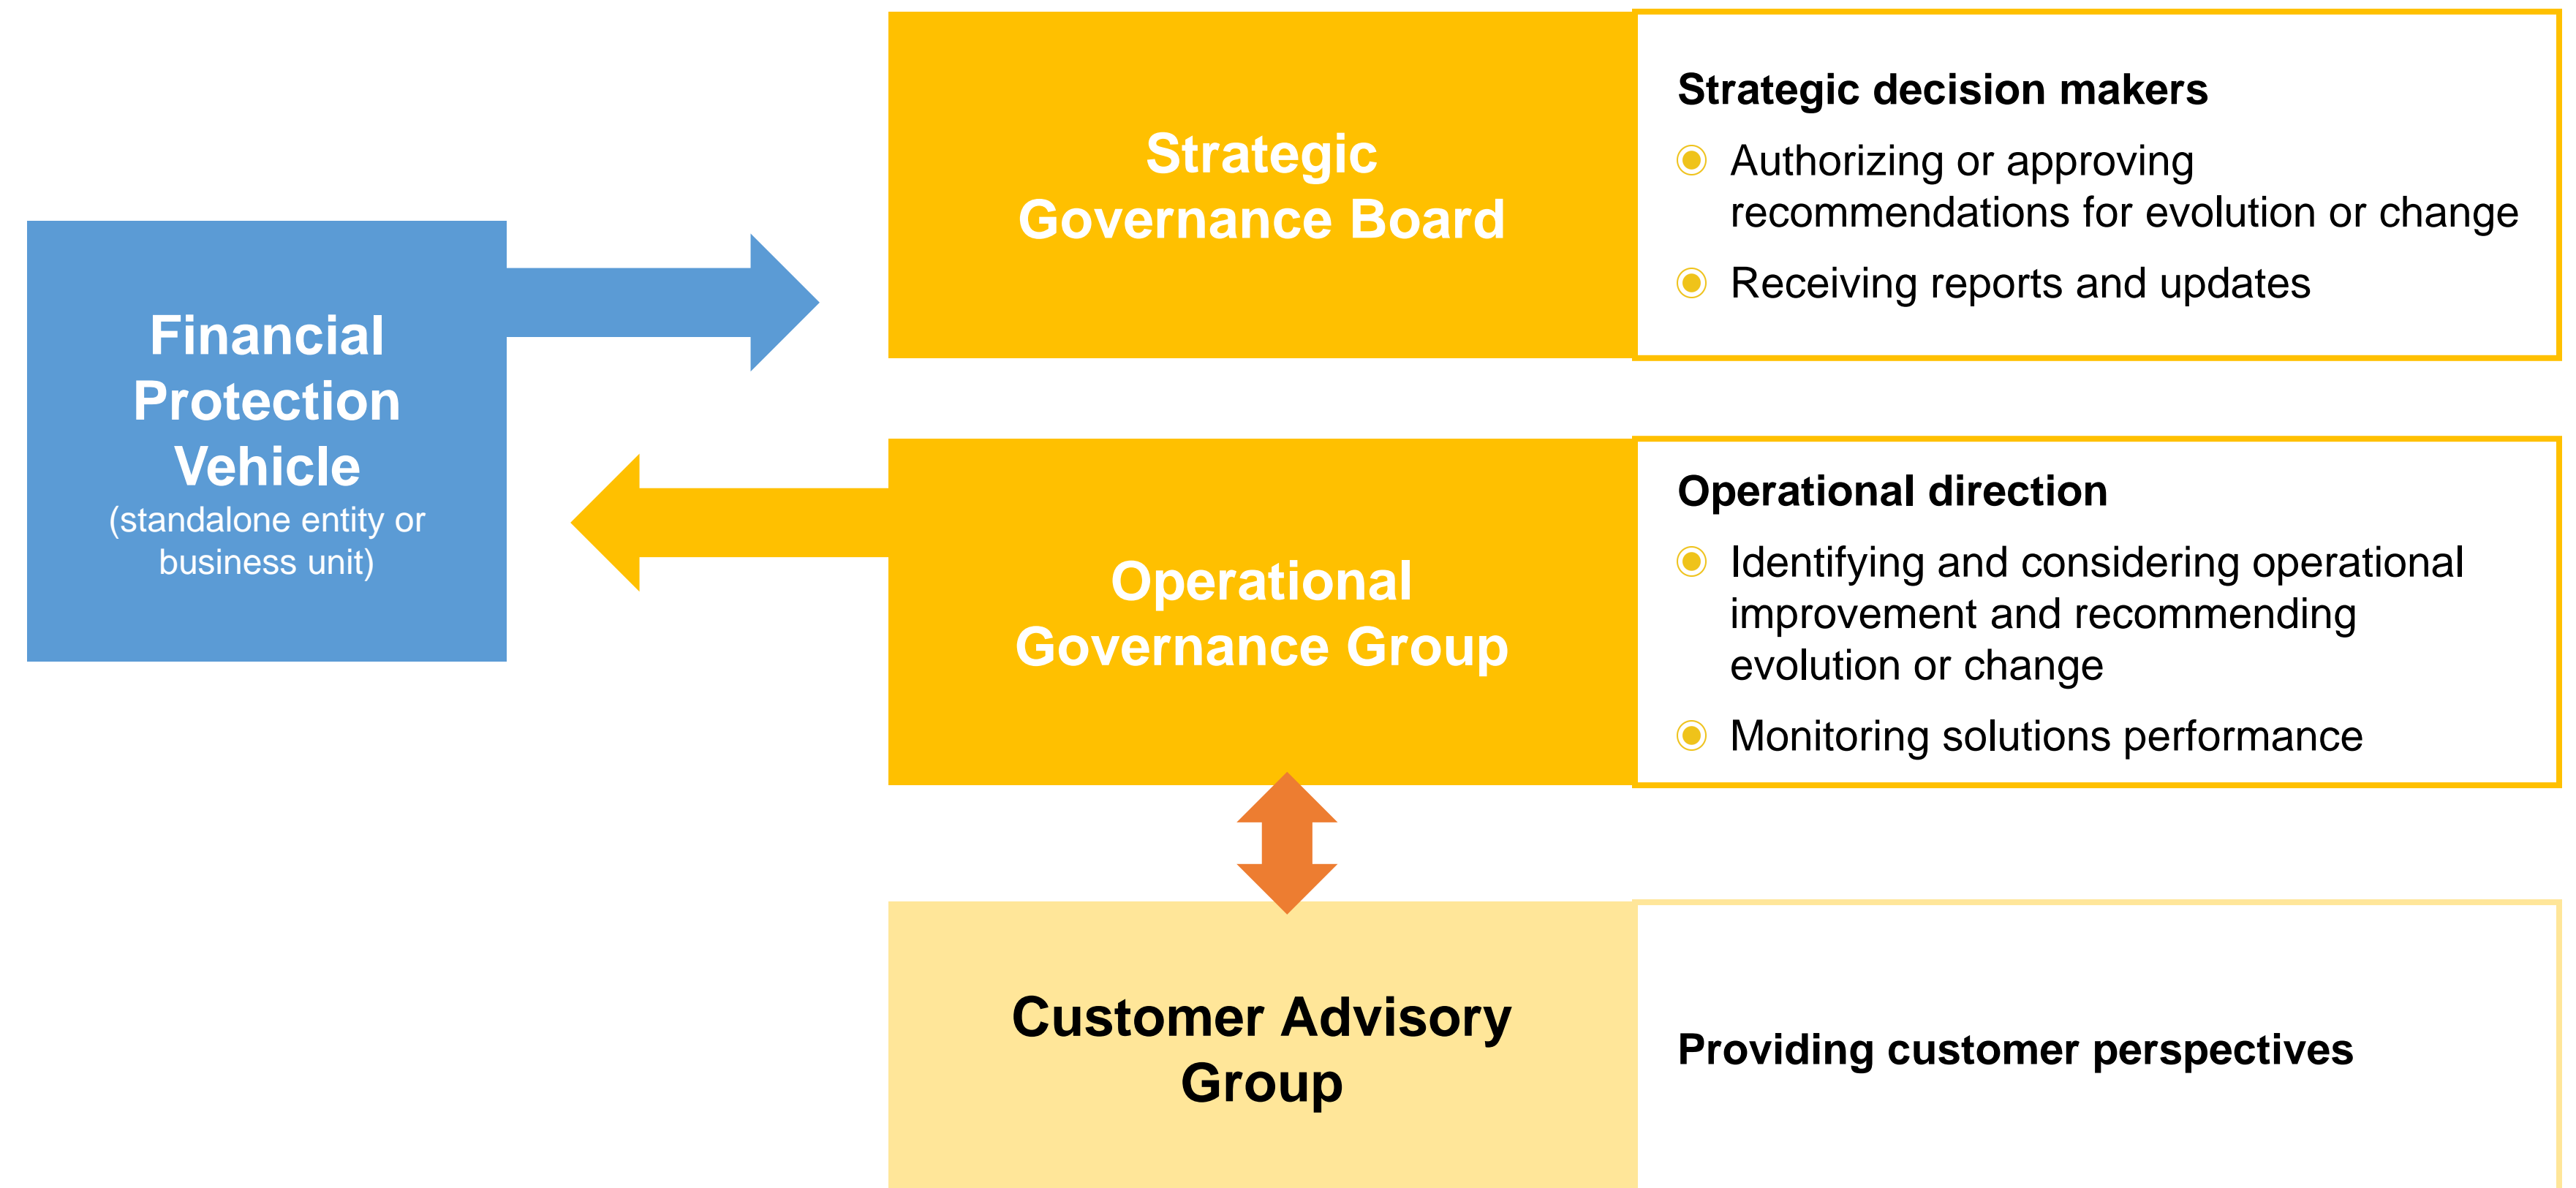 Financial
Protection
Vehicle
(standalone entity or
business unit)
Strategic
Governance Board
Strategic decision makers
Authorizing or approving
recommendations for evolution or change
Receiving reports and updates
Operational
Governance Group
Operational direction
Identifying and considering operational
improvement and recommending
evolution or change
Monitoring solutions performance
Customer Advisory
Group
Providing customer perspectives